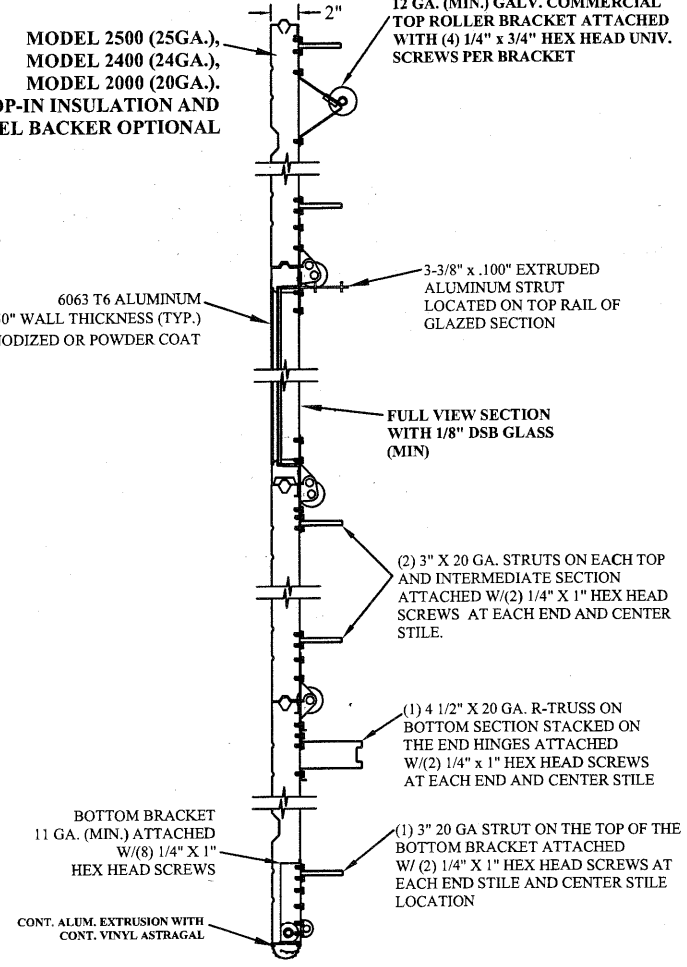 2"
12 GA. (MIN.) GALV. COMMERCIAL
TOP ROLLER BRACKET ATTACHED
WITH (4) 1/4" x 3/4" HEX HEAD UNIV.
SCREWS PER BRACKET
MODEL 2500 (25GA.),
MODEL 2400 (24GA.),
MODEL 2000 (20GA.).
OP-IN INSULATION AND
EL BACKER OPTIONAL
3-3/8" x .100" EXTRUDED
ALUMINUM STRUT
LOCATED ON TOP RAIL OF
GLAZED SECTION
6063 T6 ALUMINUM
0" WALL THICKNESS (TYP.)
NODIZED OR POWDER COAT
FULL VIEW SECTION
WITH 1/8" DSB GLASS
(MIN)
(2) 3" X 20 GA. STRUTS ON EACH TOP
AND INTERMEDIATE SECTION
ATTACHED W/(2) 1/4" X 1" HEX HEAD
SCREWS AT EACH END AND CENTER
STILE.
(1) 4 1/2" X 20 GA. R-TRUSS ON
BOTTOM SECTION STACKED ON
THE END HINGES ATTACHED
W/(2) 1/4" x 1" HEX HEAD SCREWS
AT EACH END AND CENTER STILE
BOTTOM BRACKET
11 GA. (MIN.) ATTACHED
W/(8) 1/4" X 1"
HEX HEAD SCREWS
(1) 3" 20 GA STRUT ON THE TOP OF THE
BOTTOM BRACKET ATTACHED
W/ (2) 1/4" X 1" HEX HEAD SCREWS AT
EACH END STILE AND CENTER STILE
LOCATION
CONT. ALUM. EXTRUSION WITH
CONT. VINYL ASTRAGAL